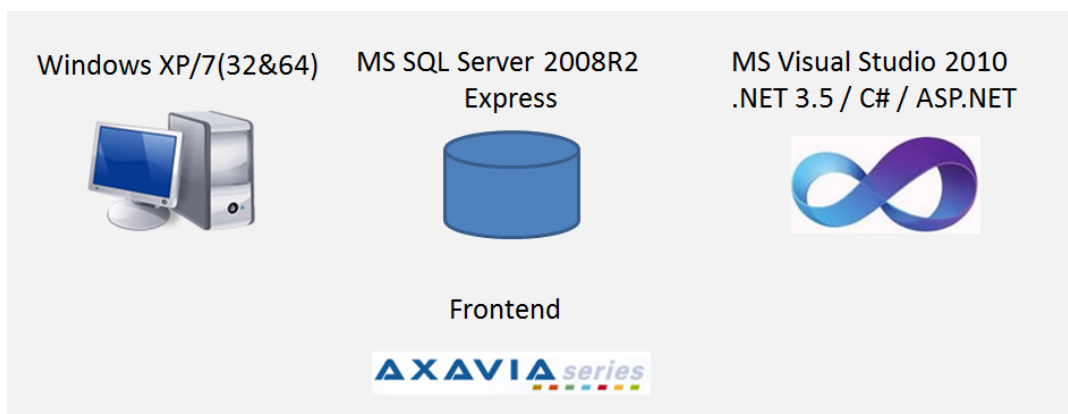 Windows XP/7(32&64)
MS SQL Server 2008R2
Express
MS Visual Studio 2010
.NET 3.5 / C# / ASP.NET
Frontend
AXAVIA series